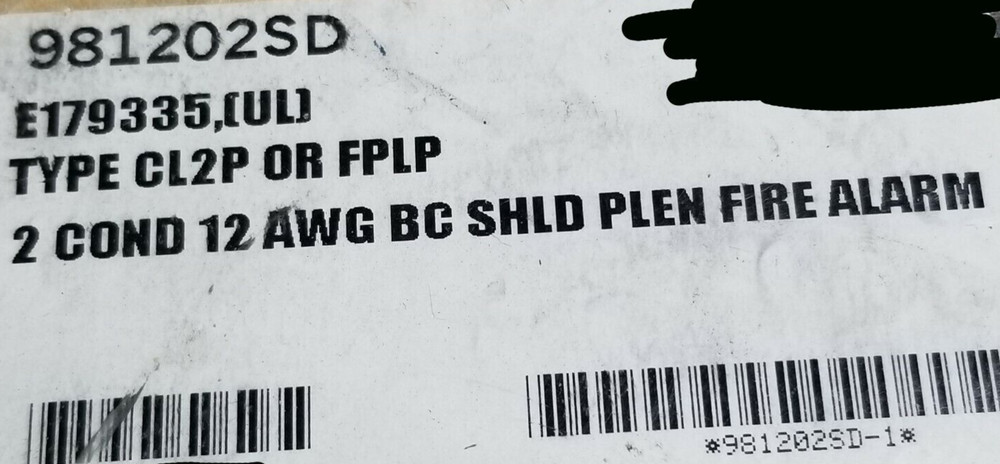 981202SD
E179335,(UL)
TYPE CL2P OR FPLP
2 COND 12 AWG BC SHLD PLEN FIRE ALARM
*981202SD-1*